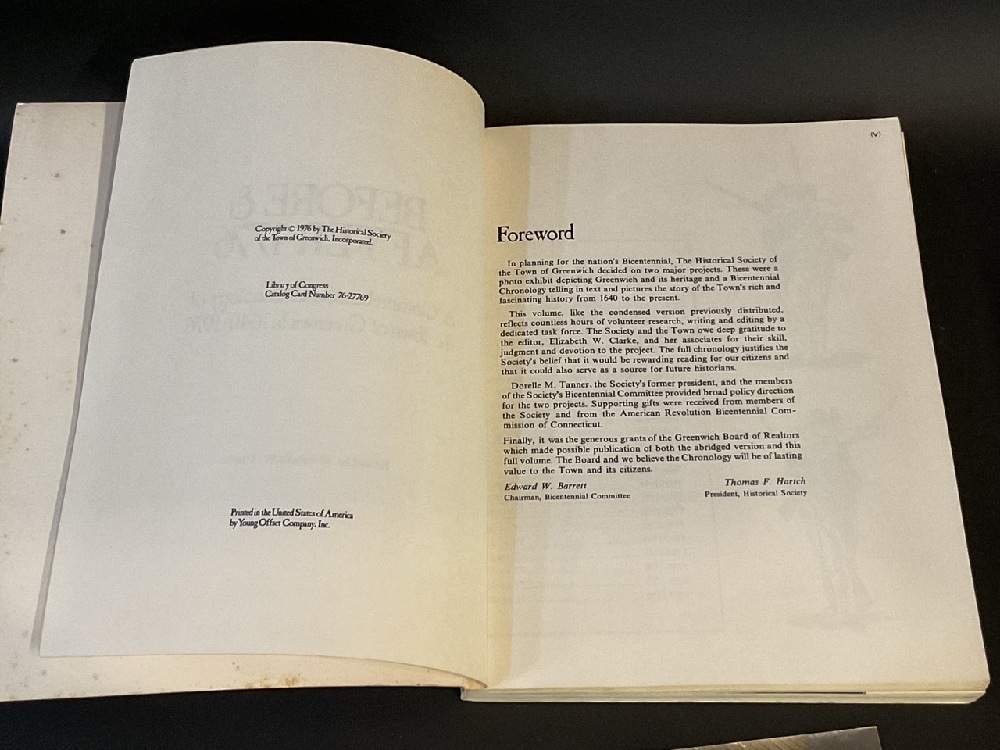 Copyright © 1976 by The Historical Society
of the Town of Greenwich, Incorporated.
Library of Congress
Catalog Card Number 76-27769
Printed in the United States of America
by Young Offset Company, Inc.
(V)
Foreword
In planning for the nation's Bicentennial, The Historical Society of
the Town of Greenwich decided on two major projects. These were a
photo exhibit depicting Greenwich and its heritage and a Bicentennial
Chronology telling in text and pictures the story of the Town's rich and
fascinating history from 1640 to the present.
This volume, like the condensed version previously distributed,
reflects countless hours of volunteer research, writing and editing by a
dedicated task force. The Society and the Town owe deep gratitude to
the editor, Elizabeth W. Clarke, and her associates for their skill,
judgment and devotion to the project. The full chronology justifies the
Society's belief that it would be rewarding reading for our citizens and
that it could also serve as a source for future historians.
Dorelle M. Tanner, the Society's former president, and the members
of the Society's Bicentennial Committee provided broad policy direction
for the two projects. Supporting gifts were received from members of
the Society and from the American Revolution Bicentennial Com-
mission of Connecticut.
Finally, it was the generous grants of the Greenwich Board of Realtors
which made possible publication of both the abridged version and this
full volume. The Board and we believe the Chronology will be of lasting
value to the Town and its citizens.
Edward W. Barrett
Chairman, Bicentennial Committee
Thomas F. Hartch
President, Historical Society